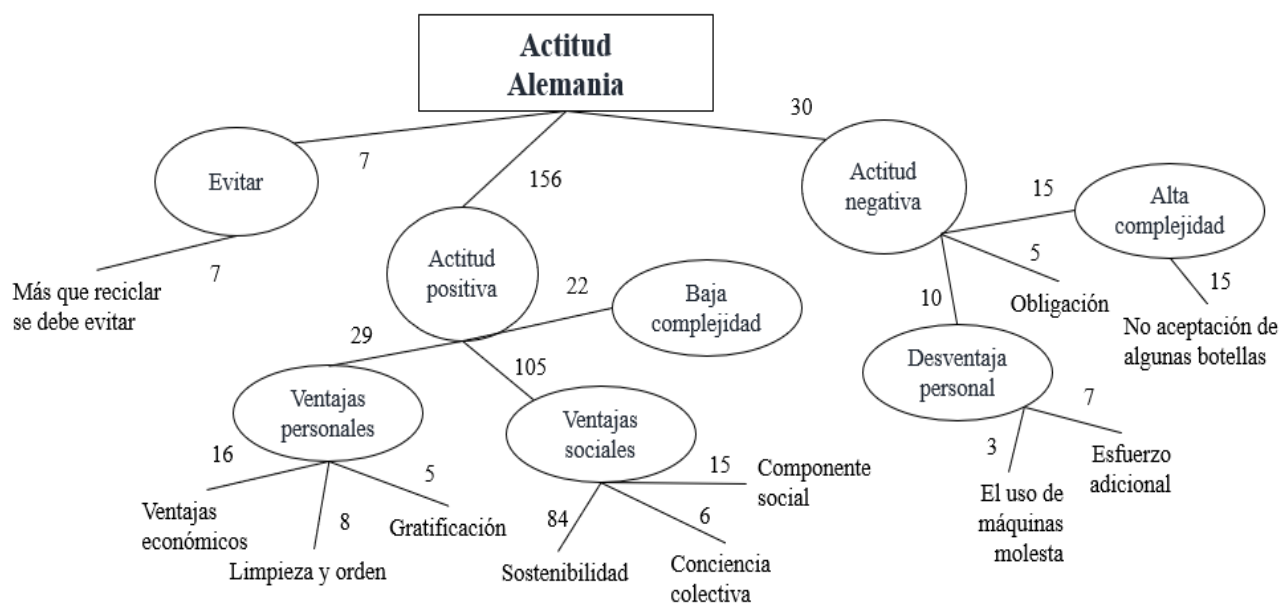 Actitud
Alemania
30
7
156
Evitar
Actitud
negativa
15
Alta
complejidad
7
Más que reciclar
se debe evitar
Actitud
positiva
22
Baja
complejidad
5
Obligación
10
15
No aceptación de
algunas botellas
29
105
Desventaja
personal
Ventajas
personales
Ventajas
sociales
7
3
Esfuerzo
adicional
El uso de
máquinas
molesta
16
5
8
Ventajas
económicos
Gratificación
Limpieza y orden
15
Componente
social
84
6
Sostenibilidad
Conciencia
colectiva